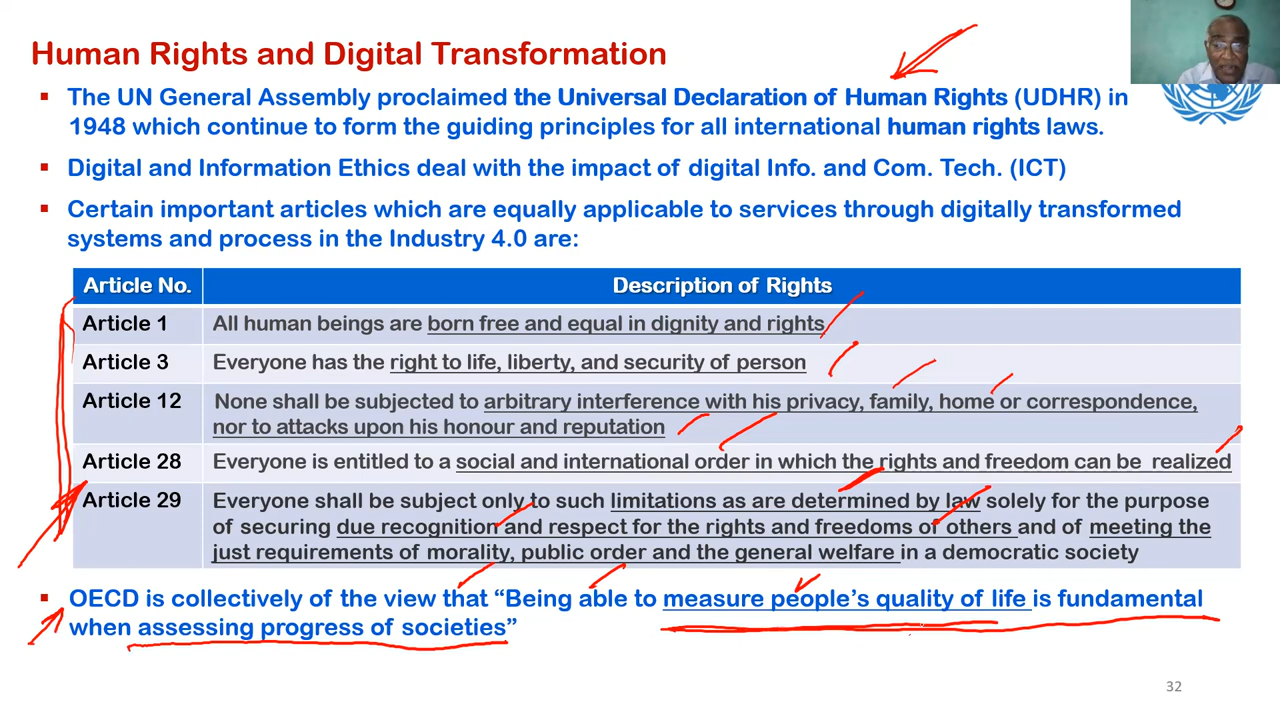 Human Rights and Digital Transformation
▪ The UN General Assembly proclaimed the Universal Declaration of Human Rights (UDHR) in
1948 which continue to form the guiding principles for all international human rights laws.
▪ Digital and Information Ethics deal with the impact of digital Info. and Com. Tech. (ICT)
▪ Certain important articles which are equally applicable to services through digitally transformed
systems and process in the Industry 4.0 are:
Article No. Description of Rights
Article 1 All human beings are born free and equal in dignity and rights
Article 3 Everyone has the right to life, liberty, and security of person
Article 12 None shall be subjected to arbitrary interference with his privacy, family, home or correspondence,
nor to attacks upon his honour and reputation
Article 28 Everyone is entitled to a social and international order in which the rights and freedom can be realized
Article 29 Everyone shall be subject only to such limitations as are determined by law solely for the purpose
of securing due recognition and respect for the rights and freedoms of others and of meeting the
just requirements of morality, public order and the general welfare in a democratic society
▪ OECD is collectively of the view that “Being able to measure people’s quality of life is fundamental
when assessing progress of societies”
32